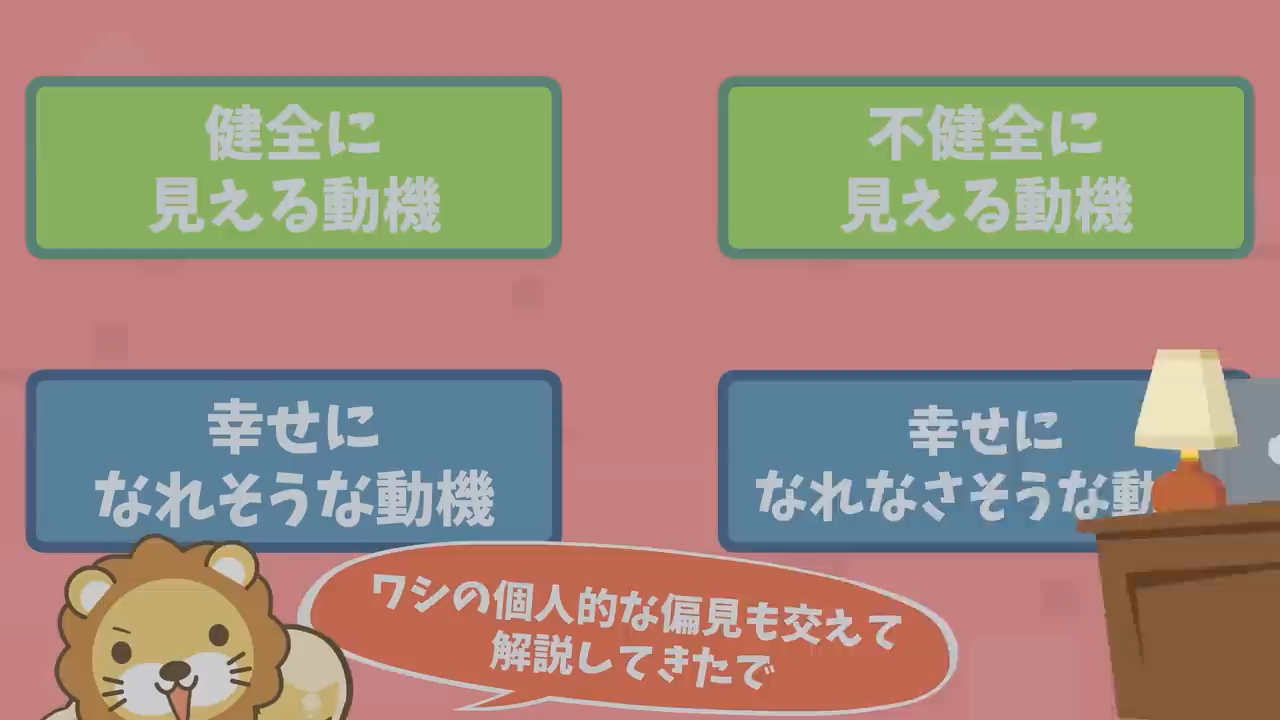 健全に
見える動機
不健全に
見える動機
幸せに
なれそうな動機
幸せに
なれなさそうな動
ワシの個人的な偏見も交えて
解説してきたで